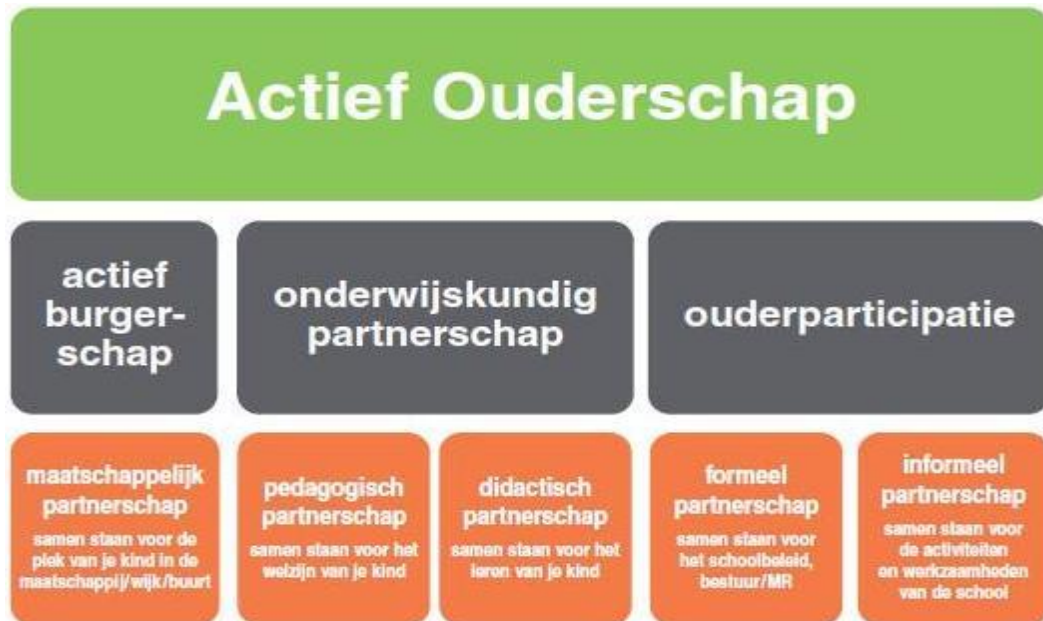 Actief Ouderschap
actief
burger-
schap
onderwijskundig
partnerschap
ouderparticipatie
maatschappelijk
partnerschap
samen staan voor de
plek van je kind in de
maatschappij/wijk/buurt
pedagogisch
partnerschap
samen staan voor het
welzijn van je kind
didactisch
partnerschap
samen staan voor het
leren van je kind
formeel
partnerschap
samen staan voor
het schoolbeleid,
bestuur/MR
informeel
partnerschap
samen staan voor
de activiteiten
en werkzaamheden
van de school